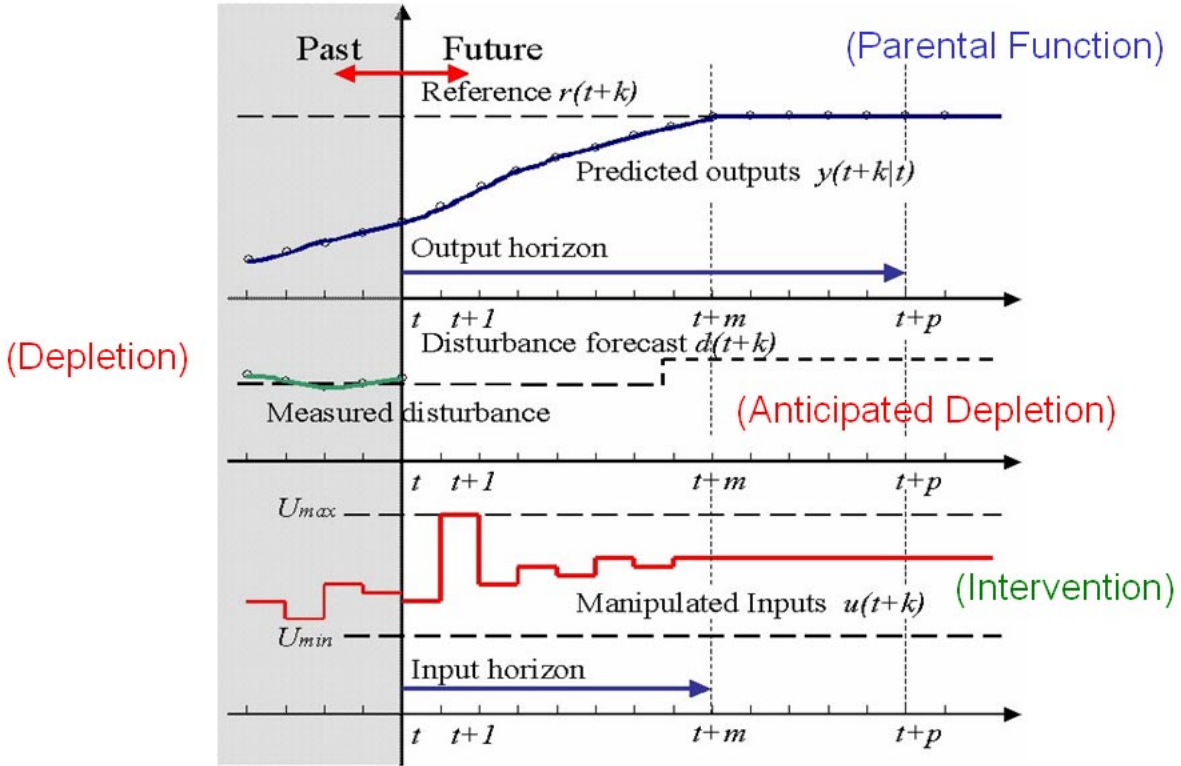 Past Future (Parental Function)
Reference r(t+k)
Predicted outputs y(t+k|t)
Output horizon
t t+1 t+m t+p
(Depletion) Disturbance forecast d(t+k)
Measured disturbance (Anticipated Depletion)
t t+1 t+m t+p
Umax
Manipulated Inputs u(t+k) (Intervention)
Umin
Input horizon
t t+1 t+m t+p